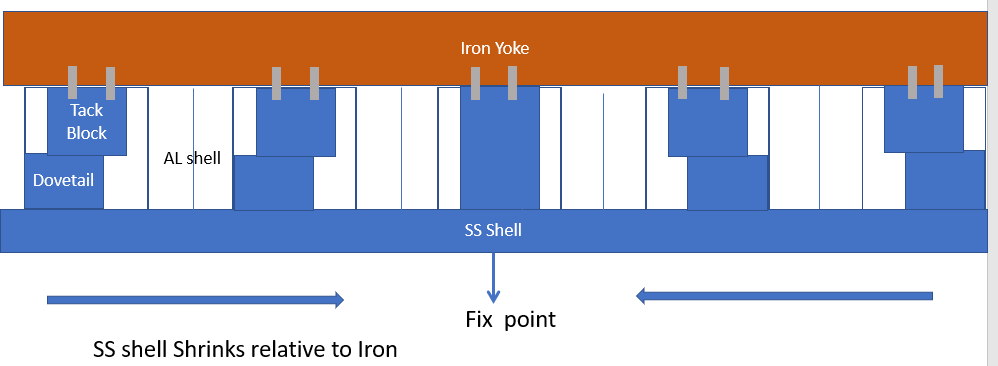 Iron Yoke
Tack
Block
AL shell
Dovetail
SS Shell
Fix point
SS shell Shrinks relative to Iron